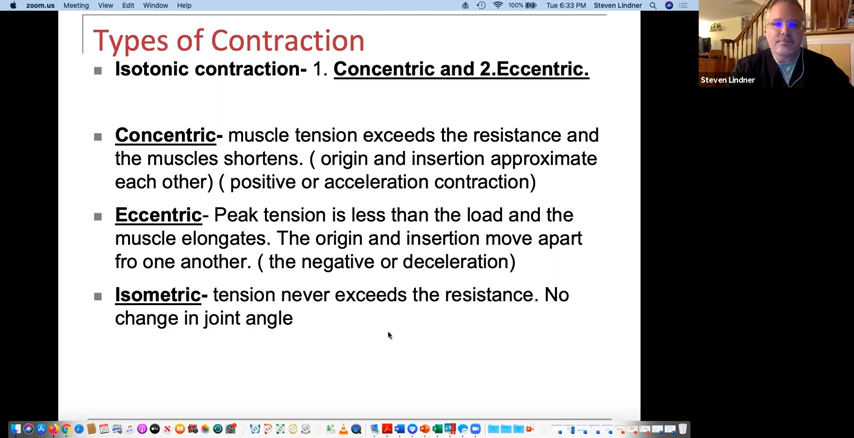 zoom.us Meeting View Edit Window Help 100% Tue 6:33 PM Steven Lindner
Types of Contraction
Isotonic contraction- 1. Concentric and 2.Eccentric.
Concentric- muscle tension exceeds the resistance and
the muscles shortens. ( origin and insertion approximate
each other) ( positive or acceleration contraction)
Eccentric- Peak tension is less than the load and the
muscle elongates. The origin and insertion move apart
fro one another. ( the negative or deceleration)
Isometric- tension never exceeds the resistance. No
change in joint angle
Steven Lindner